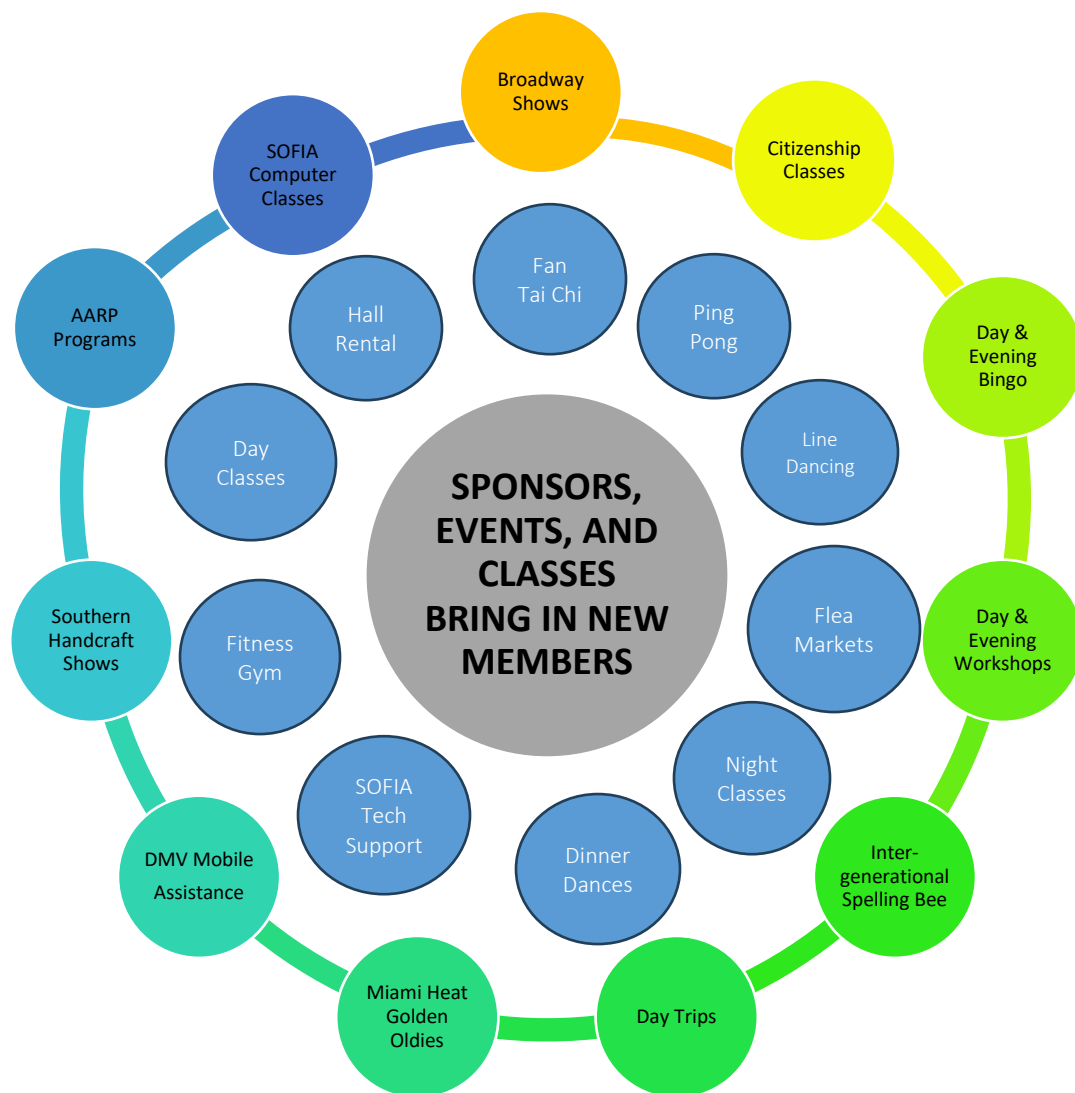 Broadway
Shows
Citizenship
Classes
Day &
Evening
Bingo
Day &
Evening
Workshops
Inter-
generational
Spelling Bee
Day Trips
Miami Heat
Golden
Oldies
DMV Mobile
Assistance
Southern
Handcraft
Shows
AARP
Programs
SOFIA
Computer
Classes
Fan
Tai Chi
Ping
Pong
Line
Dancing
Flea
Markets
Night
Classes
Dinner
Dances
SOFIA
Tech
Support
Fitness
Gym
Day
Classes
Hall
Rental
SPONSORS,
EVENTS, AND
CLASSES
BRING IN NEW
MEMBERS